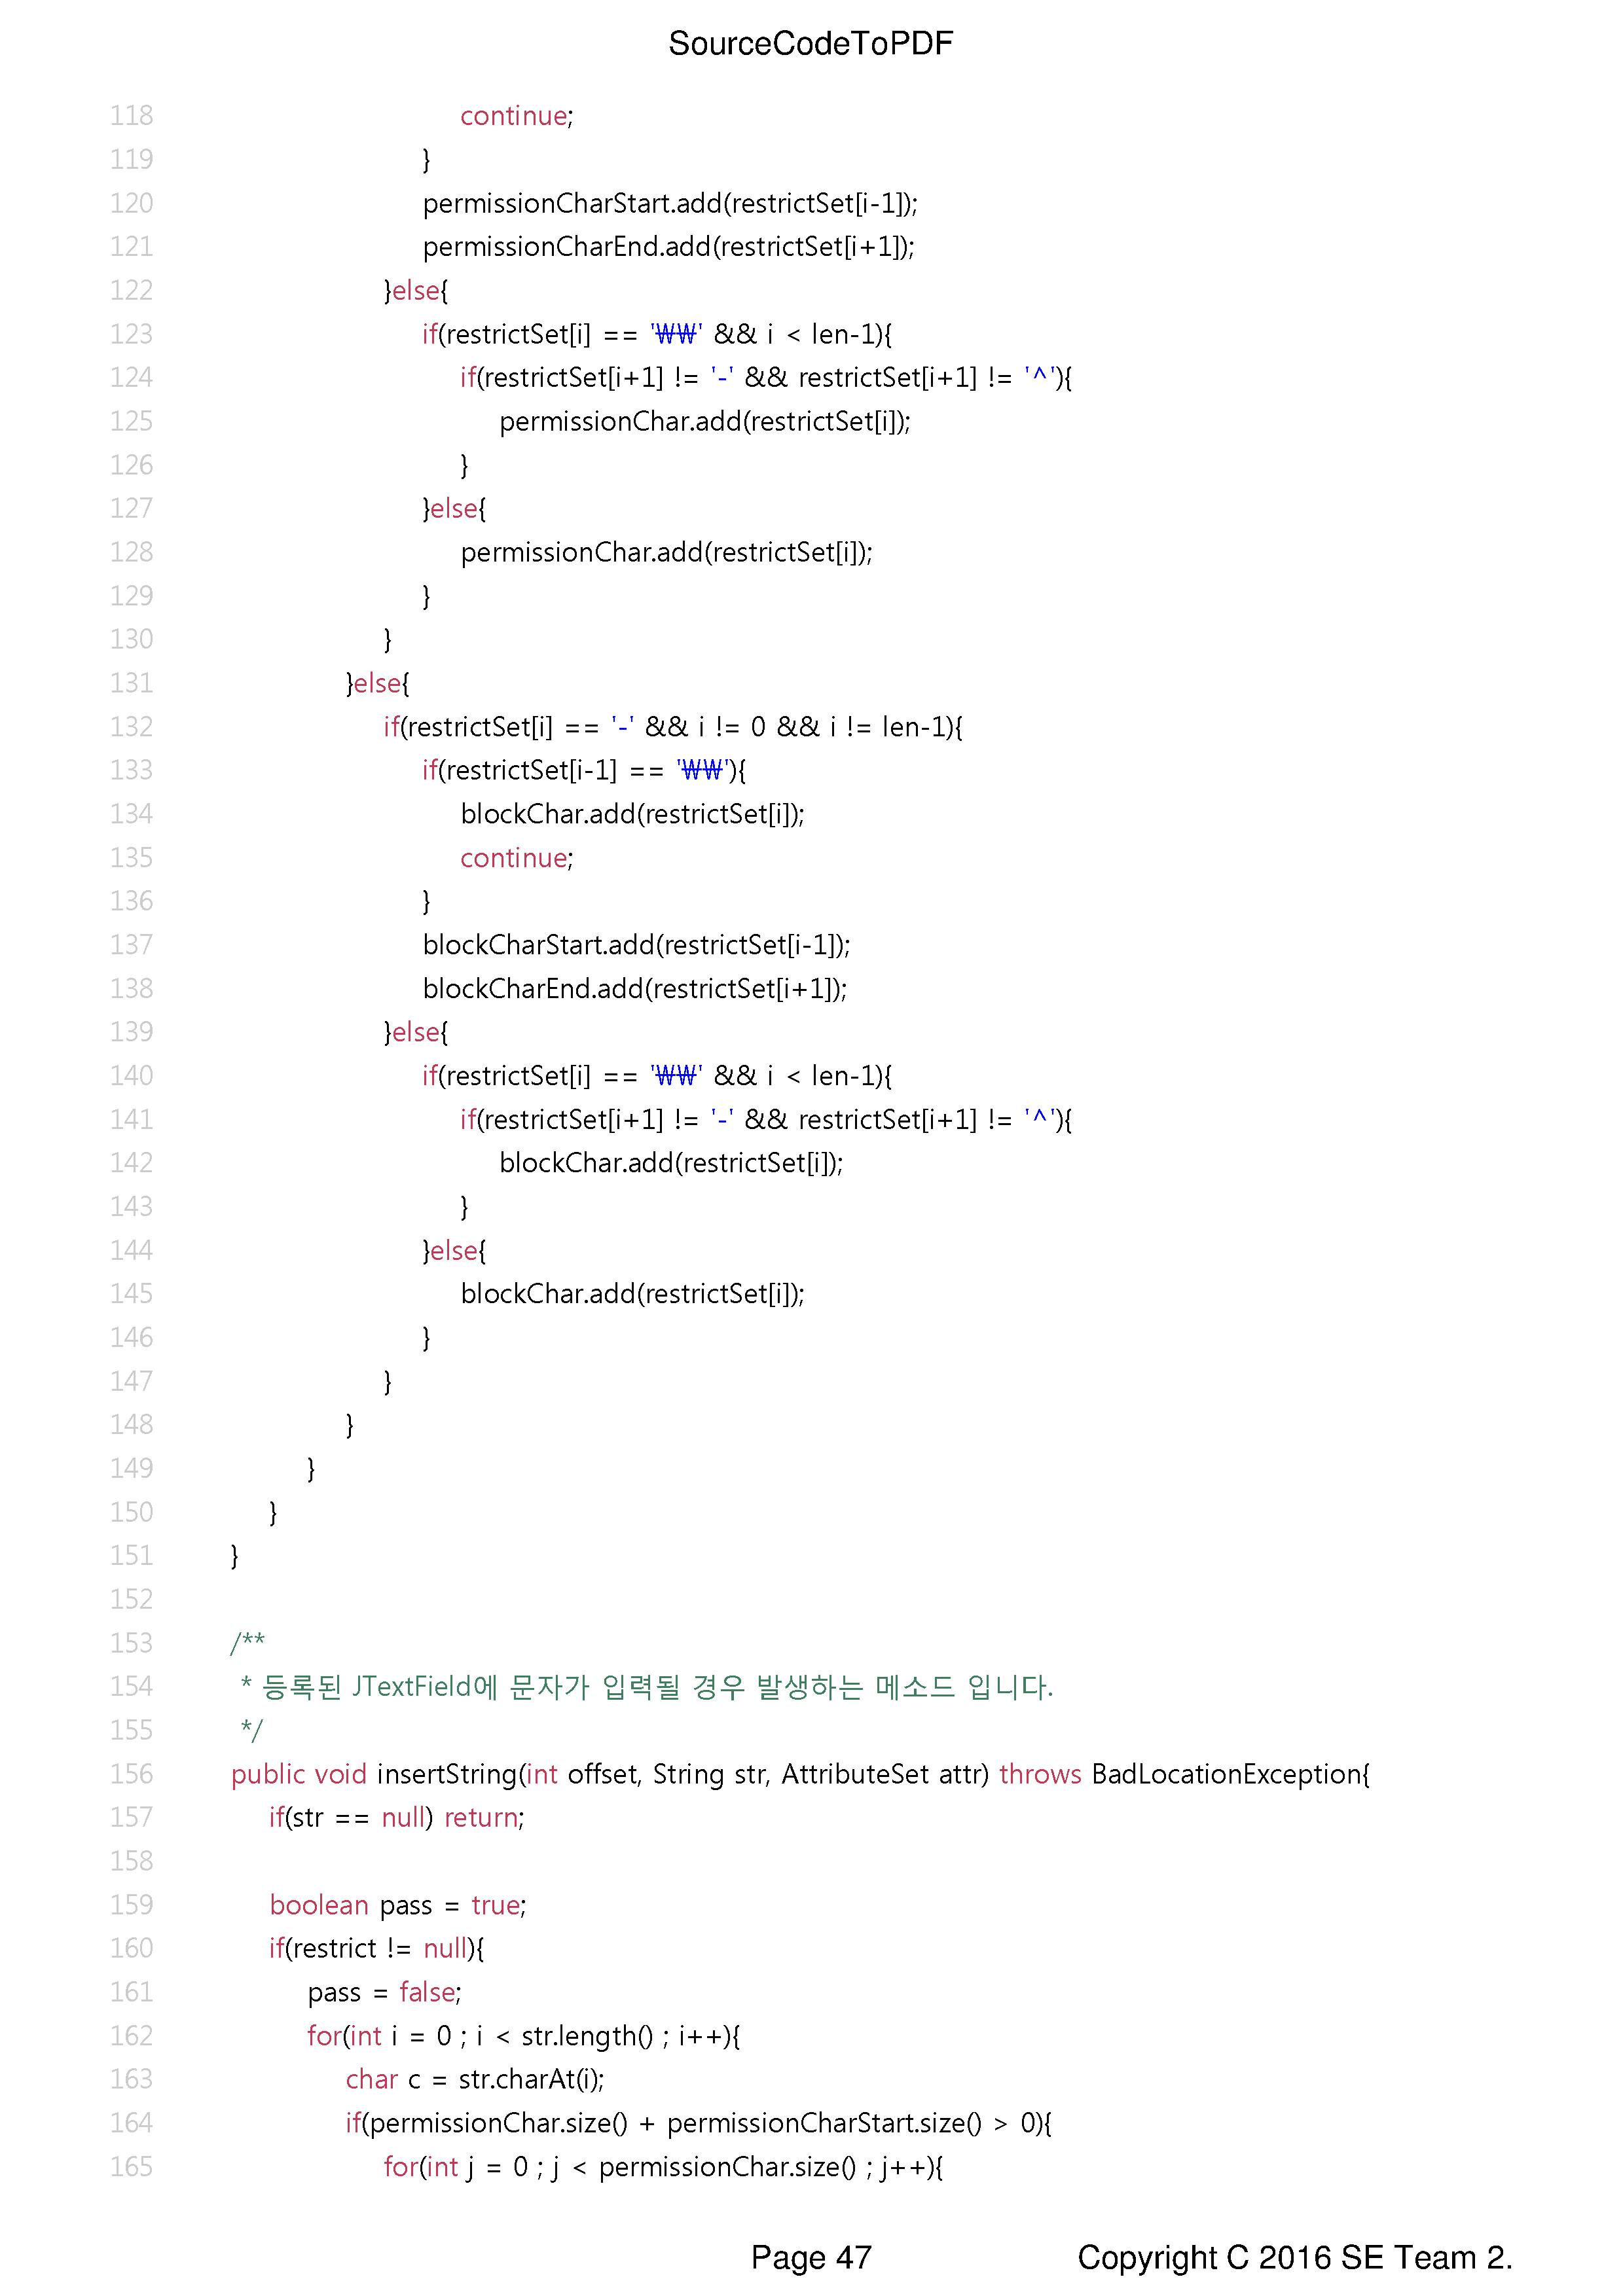 SourceCodeToPDF
118 continue;
119 }
120 permissionCharStart.add(restrictSet[i-1]);
121 permissionCharEnd.add(restrictSet[i+1]);
122 }else{
123 if(restrictSet[i] == '₩₩' && i < len-1){
124 if(restrictSet[i+1] != '-' && restrictSet[i+1] != '^'){
125 permissionChar.add(restrictSet[i]);
126 }
127 }else{
128 permissionChar.add(restrictSet[i]);
129 }
130 }
131 }else{
132 if(restrictSet[i] == '-' && i != 0 && i != len-1){
133 if(restrictSet[i-1] == '₩₩'){
134 blockChar.add(restrictSet[i]);
135 continue;
136 }
137 blockCharStart.add(restrictSet[i-1]);
138 blockCharEnd.add(restrictSet[i+1]);
139 }else{
140 if(restrictSet[i] == '₩₩' && i < len-1){
141 if(restrictSet[i+1] != '-' && restrictSet[i+1] != '^'){
142 blockChar.add(restrictSet[i]);
143 }
144 }else{
145 blockChar.add(restrictSet[i]);
146 }
147 }
148 }
149 }
150 }
151 }
152
153 /**
154 * 등록된 JTextField에 문자가 입력될 경우 발생하는 메소드 입니다.
155 */
156 public void insertString(int offset, String str, AttributeSet attr) throws BadLocationException{
157 if(str == null) return;
158
159 boolean pass = true;
160 if(restrict != null){
161 pass = false;
162 for(int i = 0 ; i < str.length() ; i++){
163 char c = str.charAt(i);
164 if(permissionChar.size() + permissionCharStart.size() > 0){
165 for(int j = 0 ; j < permissionChar.size() ; j++){
Page 47 Copyright C 2016 SE Team 2.